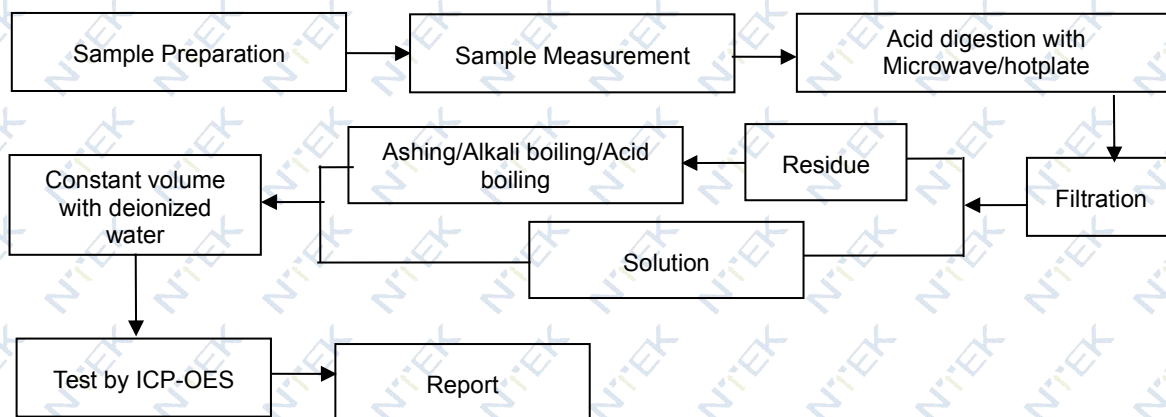 Sample Preparation
Sample Measurement
Acid digestion with
Microwave/hotplate
Ashing/Alkali boiling/Acid
boiling
Residue
Filtration
Constant volume
with deionized
water
Solution
Test by ICP-OES
Report
NTEK